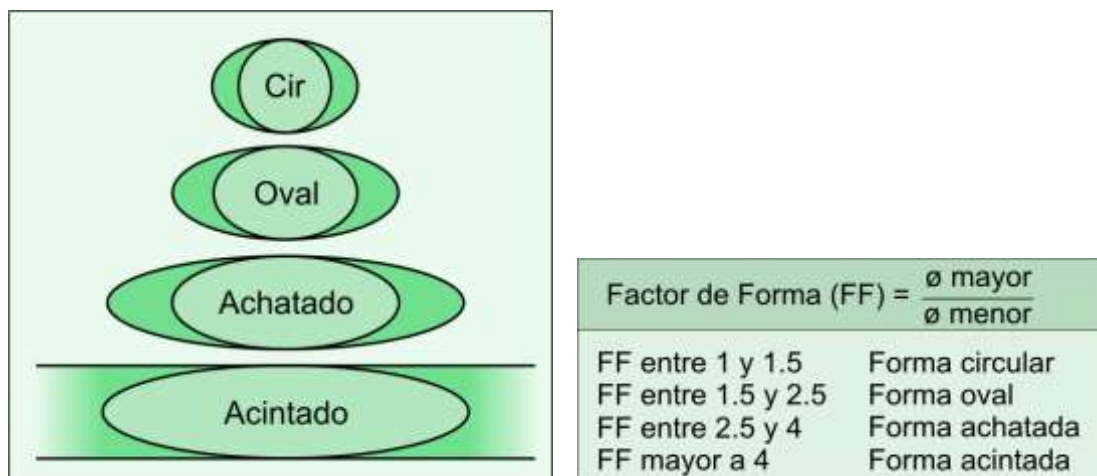 Cir
Oval
Achatado
Acintado
Factor de Forma (FF) = ø mayor / ø menor
FF entre 1 y 1.5 Forma circular
FF entre 1.5 y 2.5 Forma oval
FF entre 2.5 y 4 Forma achatada
FF mayor a 4 Forma acintada